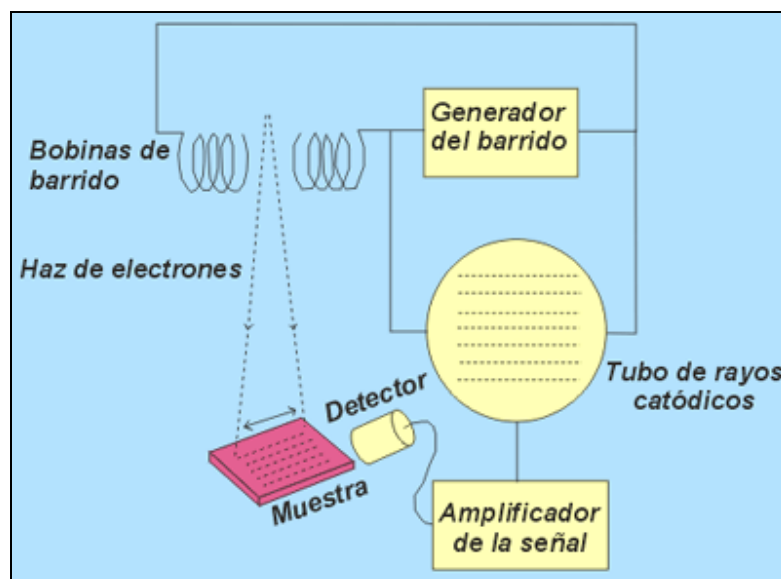 Generador
del barrido
Bobinas de
barrido
Haz de electrones
Tubo de rayos
catódicos
Detector
Muestra
Amplificador
de la señal